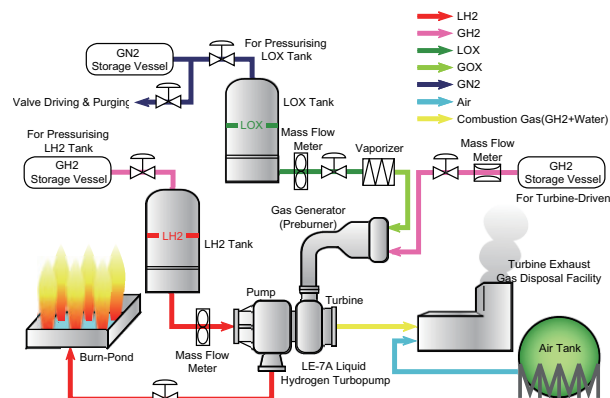 GN2
Storage Vessel
For Pressurising
LOX Tank
Valve Driving & Purging
LOX Tank
LOX
Mass Flow
Meter
Vaporizer
LH2
GH2
LOX
GOX
GN2
Air
Combustion Gas(GH2+Water)
For Pressurising
LH2 Tank
GH2
Storage Vessel
Mass Flow
Meter
GH2
Storage Vessel
For Turbine-Driven
Gas Generator
(Preburner)
LH2
LH2 Tank
Pump
Turbine
Turbine Exhaust
Gas Disposal Facility
Burn-Pond
Mass Flow
Meter
LE-7A Liquid
Hydrogen Turbopump
Air Tank